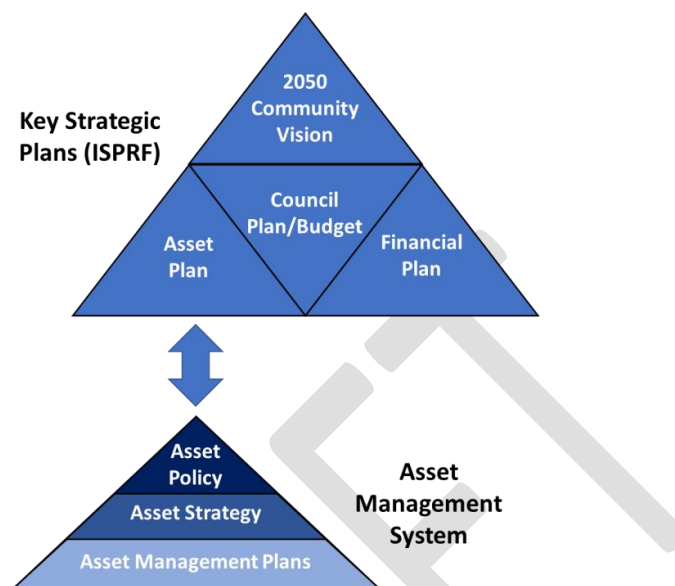 2050
Community
Vision
Key Strategic
Plans (ISPRF)
Council
Plan/Budget
Asset
Plan
Financial
Plan
Asset
Policy
Asset Strategy
Asset Management Plans
Asset
Management
System